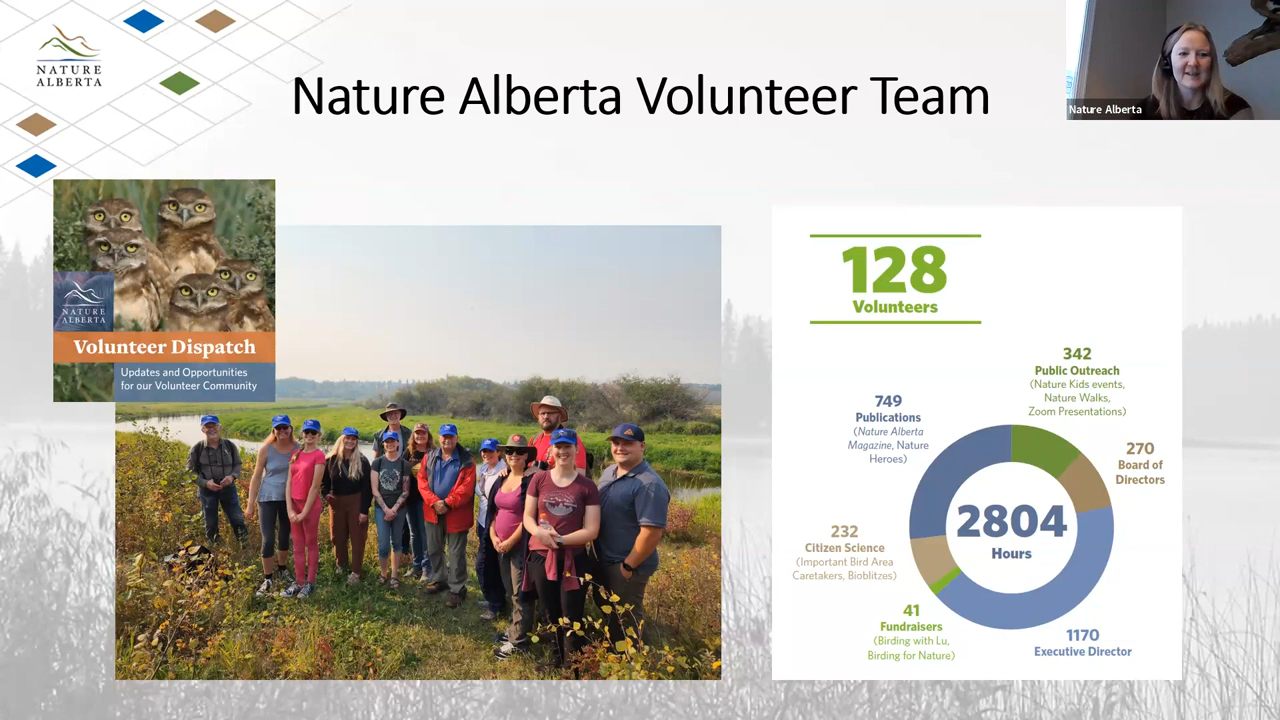 NATURE
ALBERTA
Nature Alberta Volunteer Team
Nature Alberta
NATURE
ALBERTA
Volunteer Dispatch
Updates and Opportunities
for our Volunteer Community
128
Volunteers
342
Public Outreach
(Nature Kids events,
Nature Walks,
Zoom Presentations)
749
Publications
(Nature Alberta
Magazine, Nature
Heroes)
270
Board of
Directors
2804
Hours
232
Citizen Science
(Important Bird Area
Caretakers, Bioblitzes)
41
Fundraisers
(Birding with Lu,
Birding for Nature)
1170
Executive Director